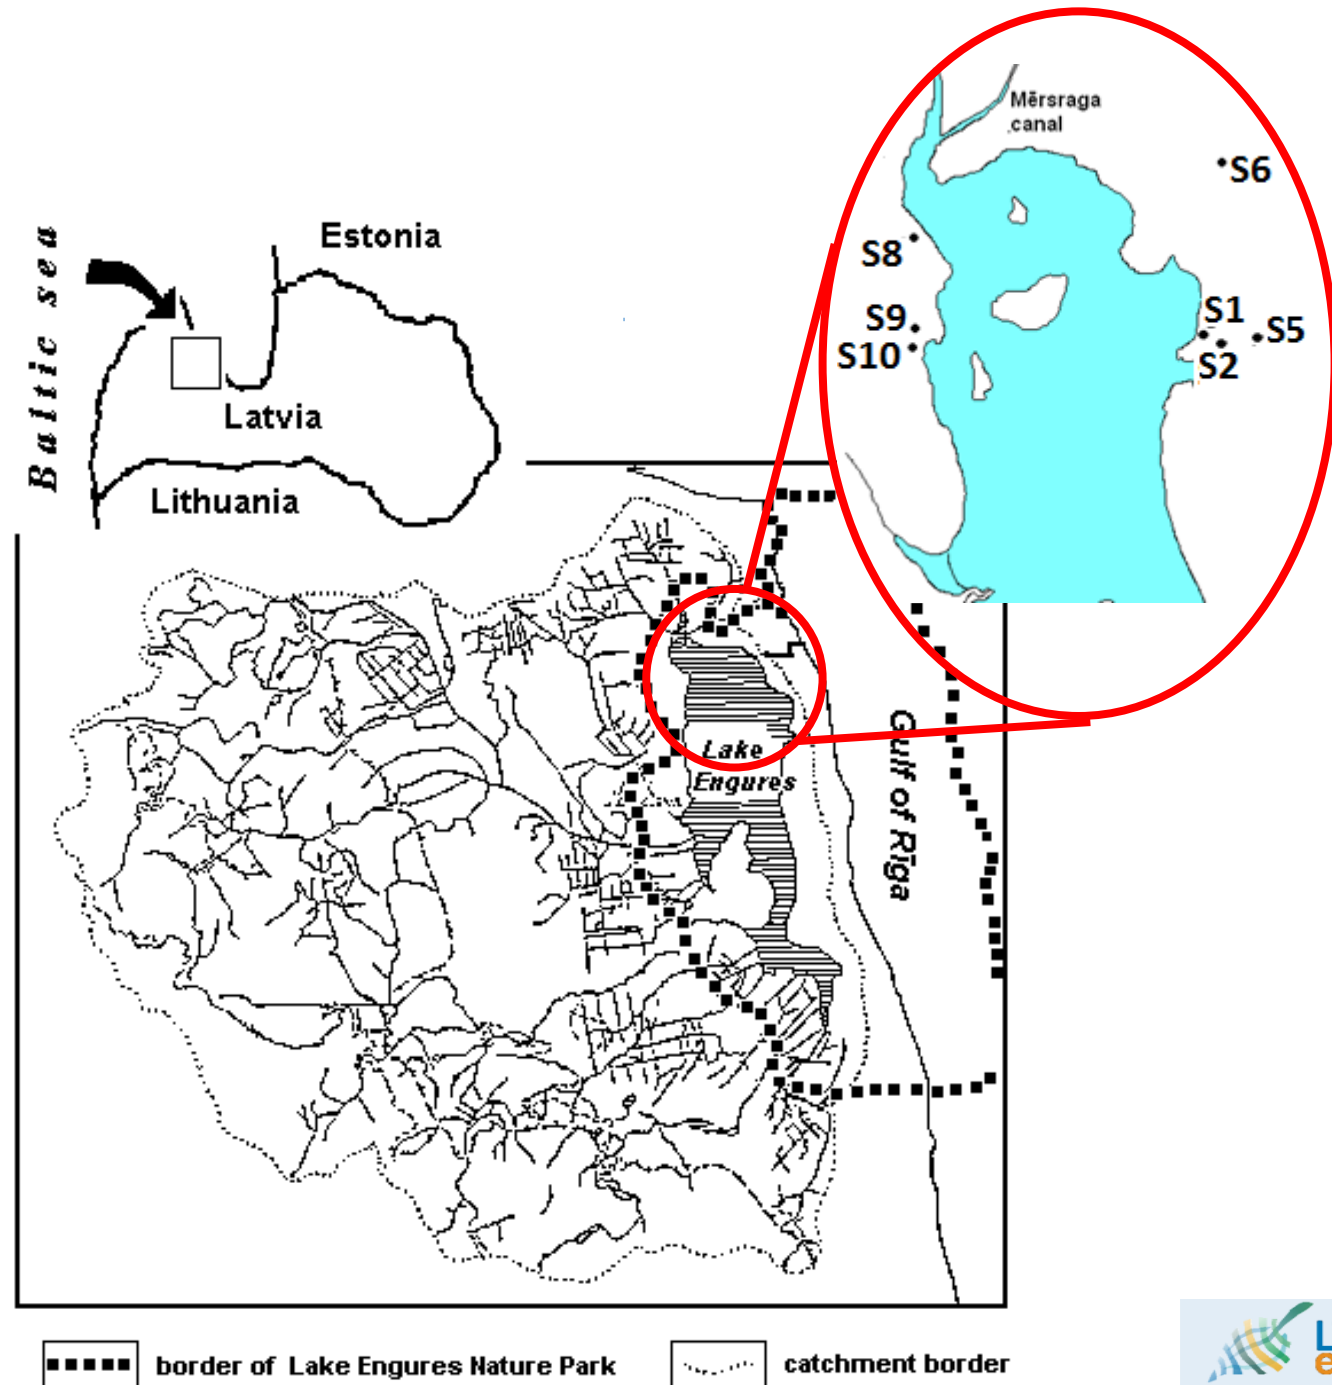 Mērsraga
canal
S6
S8
S9
S10
S1
S5
S2
Baltic sea
Estonia
Latvia
Lithuania
Lake
Engures
Gulf of Rīga
border of Lake Engures Nature Park
catchment border